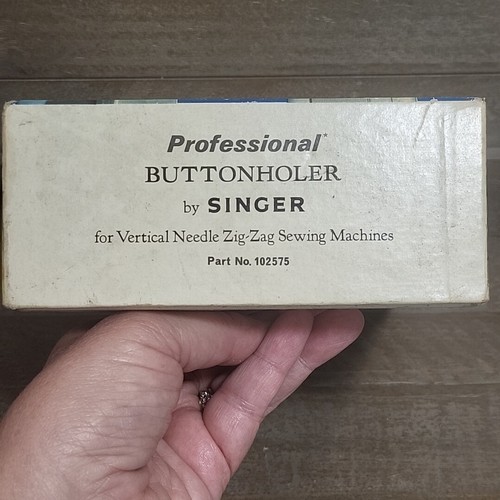 Professional*
BUTTONHOLER
by SINGER
for Vertical Needle Zig-Zag Sewing Machines
Part No. 102575